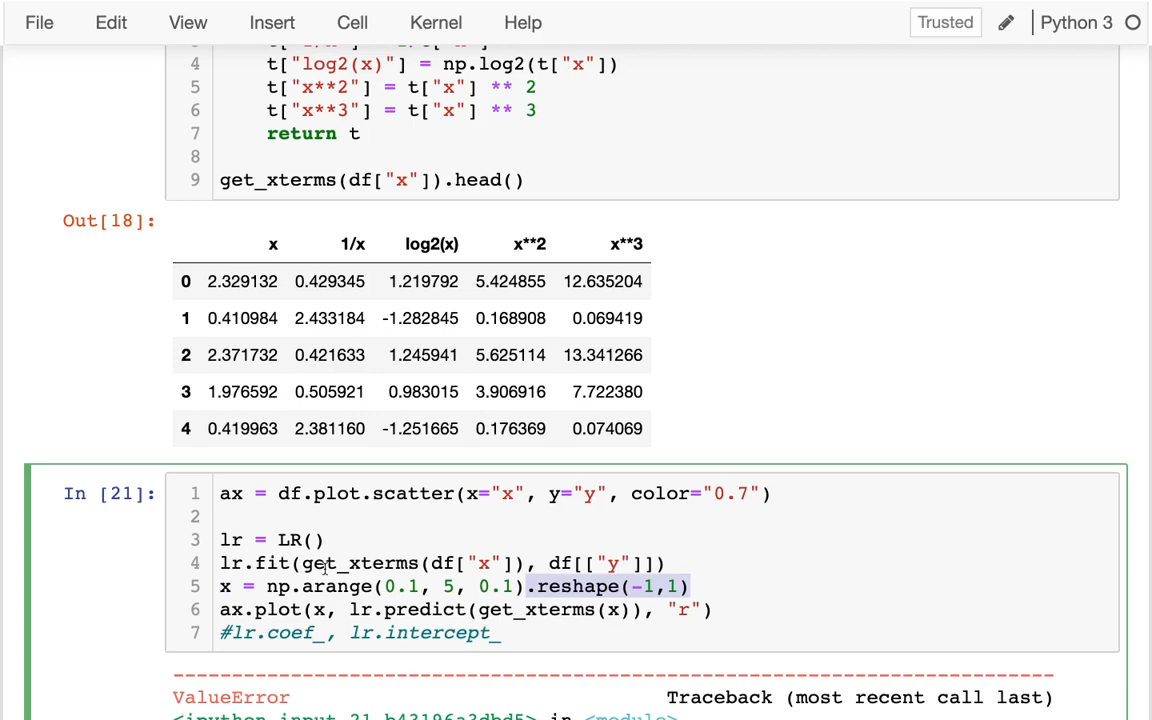 File Edit View Insert Cell Kernel Help Trusted Python 3
4 t["log2(x)"] = np.log2(t["x"])
5 t["x**2"] = t["x"] ** 2
6 t["x**3"] = t["x"] ** 3
7 return t
8
9 get_xterms(df["x"]).head()
Out[18]:
x 1/x log2(x) x**2 x**3
0 2.329132 0.429345 1.219792 5.424855 12.635204
1 0.410984 2.433184 -1.282845 0.168908 0.069419
2 2.371732 0.421633 1.245941 5.625114 13.341266
3 1.976592 0.505921 0.983015 3.906916 7.722380
4 0.419963 2.381160 -1.251665 0.176369 0.074069
In [21]: 1 ax = df.plot.scatter(x="x", y="y", color="0.7")
2
3 lr = LR()
4 lr.fit(get_xterms(df["x"]), df[["y"]])
5 x = np.arange(0.1, 5, 0.1).reshape(-1,1)
6 ax.plot(x, lr.predict(get_xterms(x)), "r")
7 #lr.coef_, lr.intercept_
---------------------------------------------------------------------------
ValueError Traceback (most recent call last)
<ipython-input-21-b43196a3dbd5> in <module>